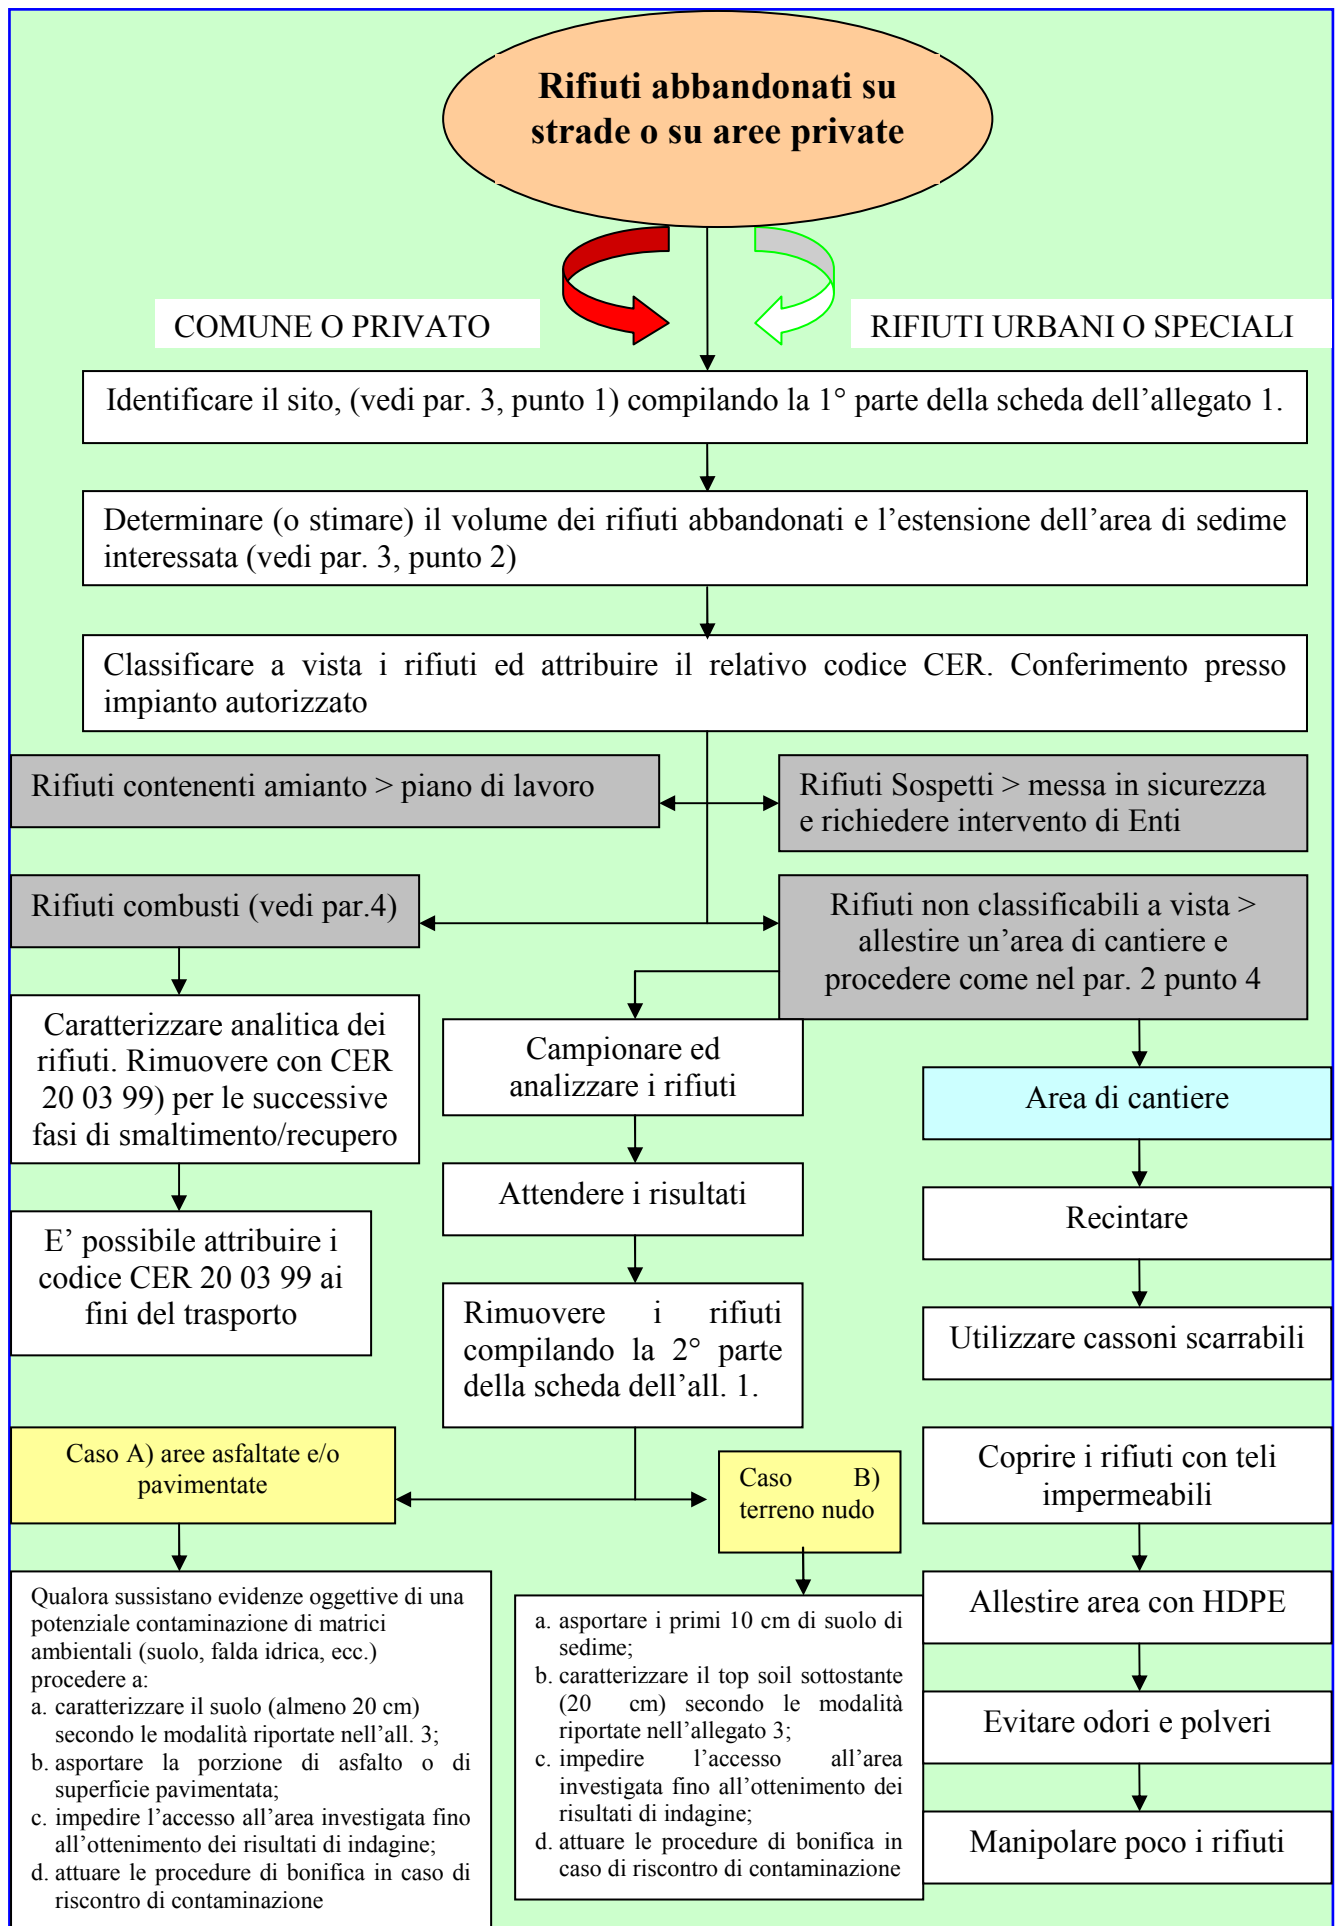 Rifiuti abbandonati su
strade o su aree private
COMUNE O PRIVATO
RIFIUTI URBANI O SPECIALI
Identificare il sito, (vedi par. 3, punto 1) compilando la 1° parte della scheda dell’allegato 1.
Determinare (o stimare) il volume dei rifiuti abbandonati e l’estensione dell’area di sedime
interessata (vedi par. 3, punto 2)
Classificare a vista i rifiuti ed attribuire il relativo codice CER. Conferimento presso
impianto autorizzato
Rifiuti contenenti amianto > piano di lavoro
Rifiuti Sospetti > messa in sicurezza
e richiedere intervento di Enti
Rifiuti combusti (vedi par.4)
Rifiuti non classificabili a vista >
allestire un’area di cantiere e
procedere come nel par. 2 punto 4
Caratterizzare analitica dei
rifiuti. Rimuovere con CER
20 03 99) per le successive
fasi di smaltimento/recupero
E’ possibile attribuire i
codice CER 20 03 99 ai
fini del trasporto
Campionare ed
analizzare i rifiuti
Attendere i risultati
Rimuovere i rifiuti
compilando la 2° parte
della scheda dell’all. 1.
Area di cantiere
Recintare
Utilizzare cassoni scarrabili
Coprire i rifiuti con teli
impermeabili
Allestire area con HDPE
Evitare odori e polveri
Manipolare poco i rifiuti
Caso A) aree asfaltate e/o
pavimentate
Caso B)
terreno nudo
Qualora sussistano evidenze oggettive di una
potenziale contaminazione di matrici
ambientali (suolo, falda idrica, ecc.)
procedere a:
a. caratterizzare il suolo (almeno 20 cm)
secondo le modalità riportate nell’all. 3;
b. asportare la porzione di asfalto o di
superficie pavimentata;
c. impedire l’accesso all’area investigata fino
all’ottenimento dei risultati di indagine;
d. attuare le procedure di bonifica in caso di
riscontro di contaminazione
a. asportare i primi 10 cm di suolo di
sedime;
b. caratterizzare il top soil sottostante
(20 cm) secondo le modalità
riportate nell’allegato 3;
c. impedire l’accesso all’area
investigata fino all’ottenimento dei
risultati di indagine;
d. attuare le procedure di bonifica in
caso di riscontro di contaminazione